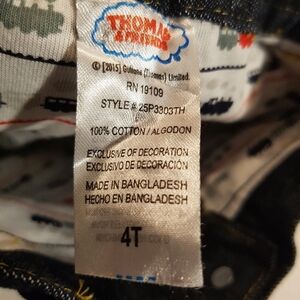 THOMAS
& FRIENDS
© [2015] Gullane [Thomas] Limited.
RN 19109
STYLE # 25P3303TH
100% COTTON / ALGODON
EXCLUSIVE OF DECORATION
EXCLUSIVO DE DECORACIÓN
MADE IN BANGLADESH
HECHO EN BANGLADESH
4T